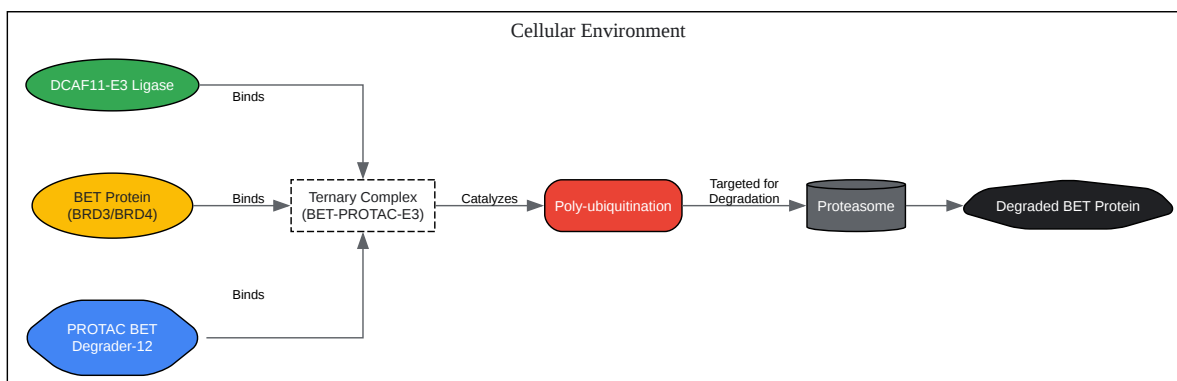 Cellular Environment
DCAF11-E3 Ligase
Binds
BET Protein
(BRD3/BRD4)
Binds
Ternary Complex
(BET-PROTAC-E3)
Catalyzes
Poly-ubiquitination
Targeted for
Degradation
Proteasome
Degraded BET Protein
Binds
PROTAC BET
Degrader-12